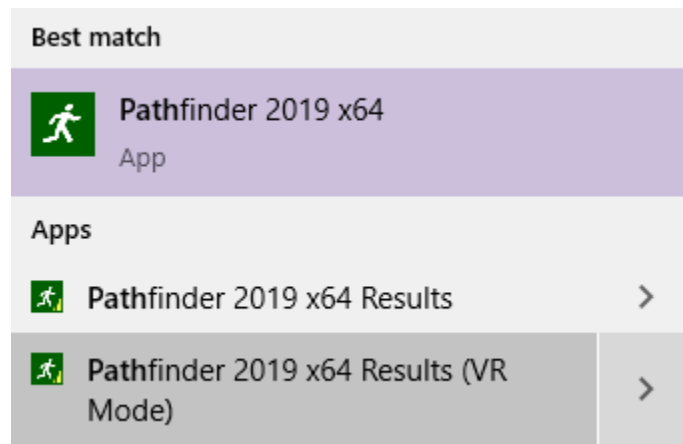 Best match
Pathfinder 2019 x64
App
Apps
Pathfinder 2019 x64 Results
Pathfinder 2019 x64 Results (VR
Mode)